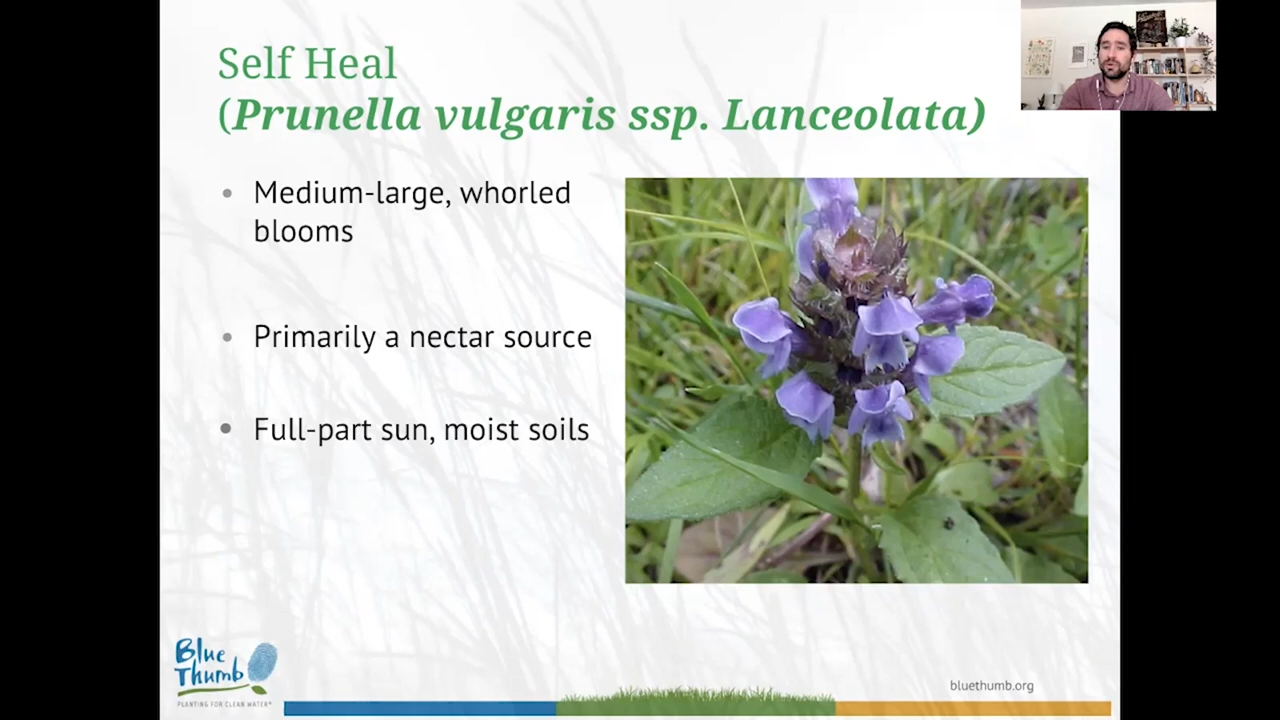 Self Heal
(Prunella vulgaris ssp. Lanceolata)
• Medium-large, whorled
blooms
• Primarily a nectar source
• Full-part sun, moist soils
Blue
Thumb
PLANTING FOR CLEAN WATER
bluethumb.org